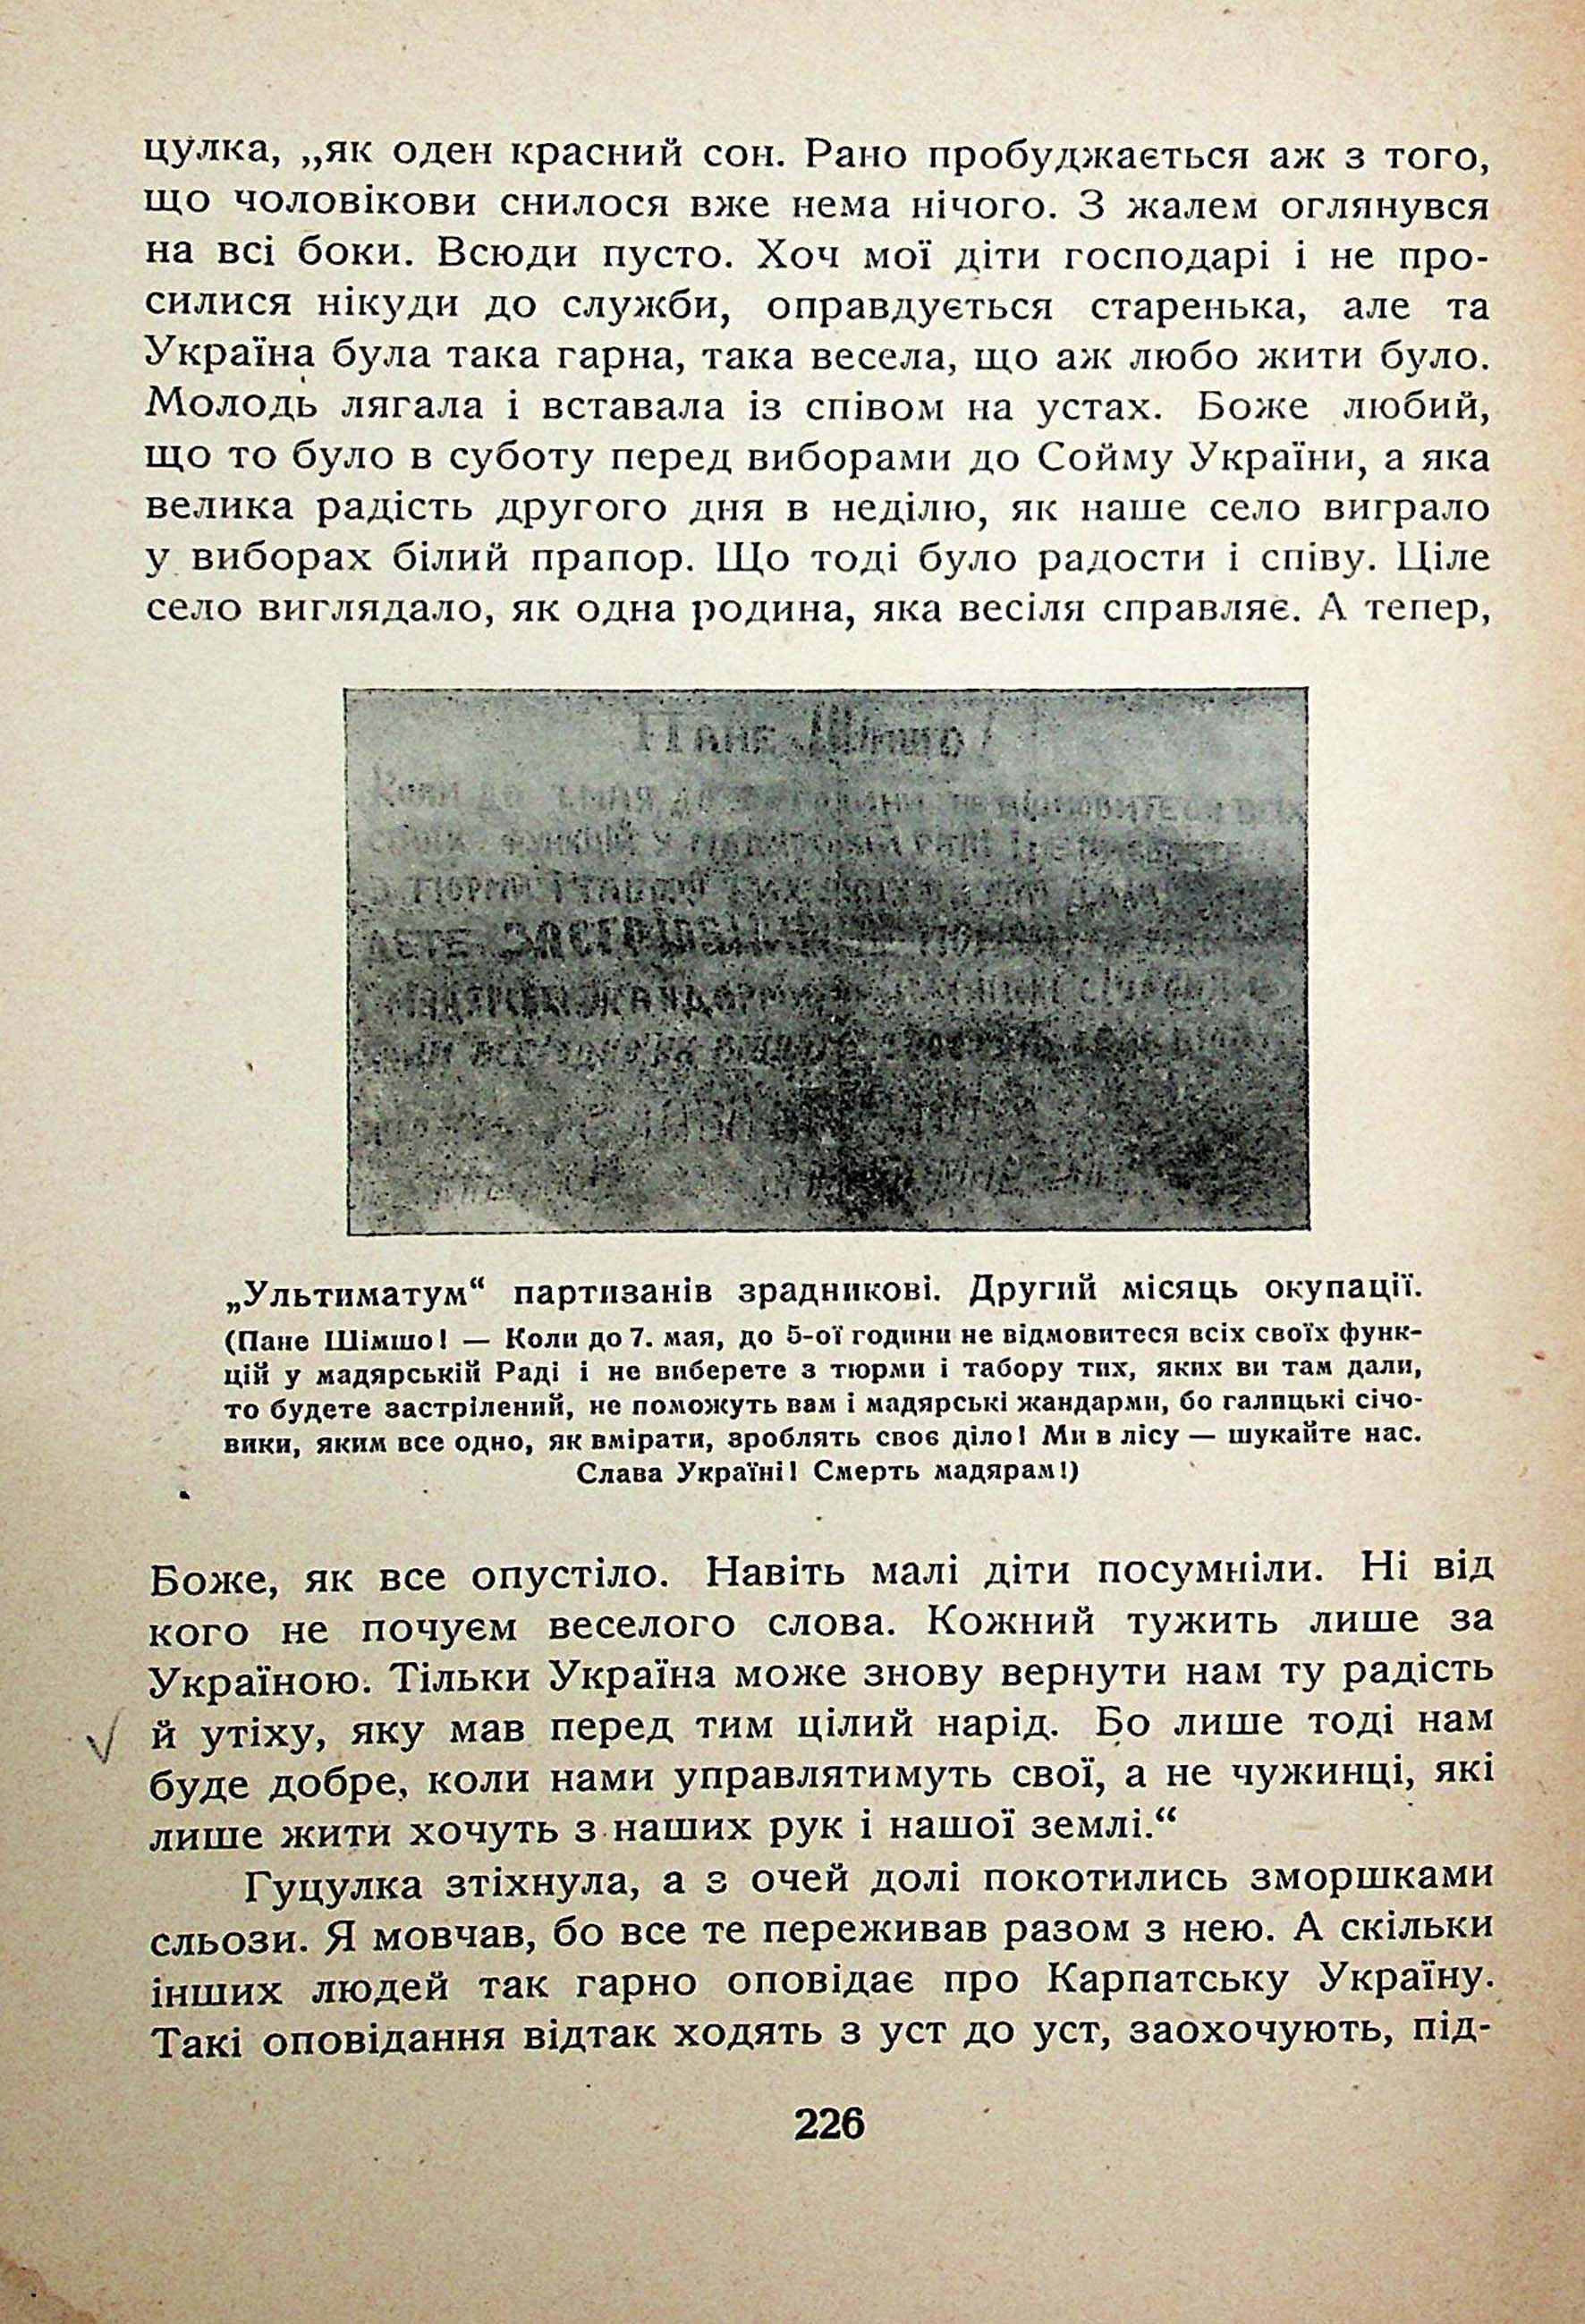 цулка, „як оден красний сон. Рано пробуджається аж з того,
що чоловікови снилося вже нема нічого. З жалем оглянувся
на всі боки. Всюди пусто. Хоч мої діти господарі і не про-
силися нікуди до служби, оправдується старенька, але та
Україна була така гарна, така весела, що аж любо жити було.
Молодь лягала і вставала із співом на устах. Боже любий,
що то було в суботу перед виборами до Сойму України, а яка
велика радість другого дня в неділю, як наше село виграло
у виборах білий прапор. Що тоді було радости і співу. Ціле
село виглядало, як одна родина, яка весіля справляє. А тепер,
Пане Шімшо!
„Ультиматум“ партизанів зрадникові. Другий місяць окупації.
(Пане Шімшо! — Коли до 7. мая, до 5-ої години не відмовитеся всіх своїх функ-
цій у мадярській Раді і не виберете з тюрми і табору тих, яких ви там дали,
то будете застрілений, не поможуть вам і мадярські жандарми, бо галицькі січо-
вики, яким все одно, як вмірати, зроблять своє діло! Ми в лісу — шукайте нас.
Слава Україні! Смерть мадярам!)
Боже, як все опустіло. Навіть малі діти посумніли. Ні від
кого не почуєм веселого слова. Кожний тужить лише за
Україною. Тільки Україна може знову вернути нам ту радість
й утіху, яку мав перед тим цілий нарід. Бо лише тоді нам
буде добре, коли нами управлятимуть свої, а не чужинці, які
лише жити хочуть з наших рук і нашої землі.“
Гуцулка зтіхнула, а з очей долі покотились зморшками
сльози. Я мовчав, бо все те переживав разом з нею. А скільки
інших людей так гарно оповідає про Карпатську Україну.
Такі оповідання відтак ходять з уст до уст, заохочують, під-
226